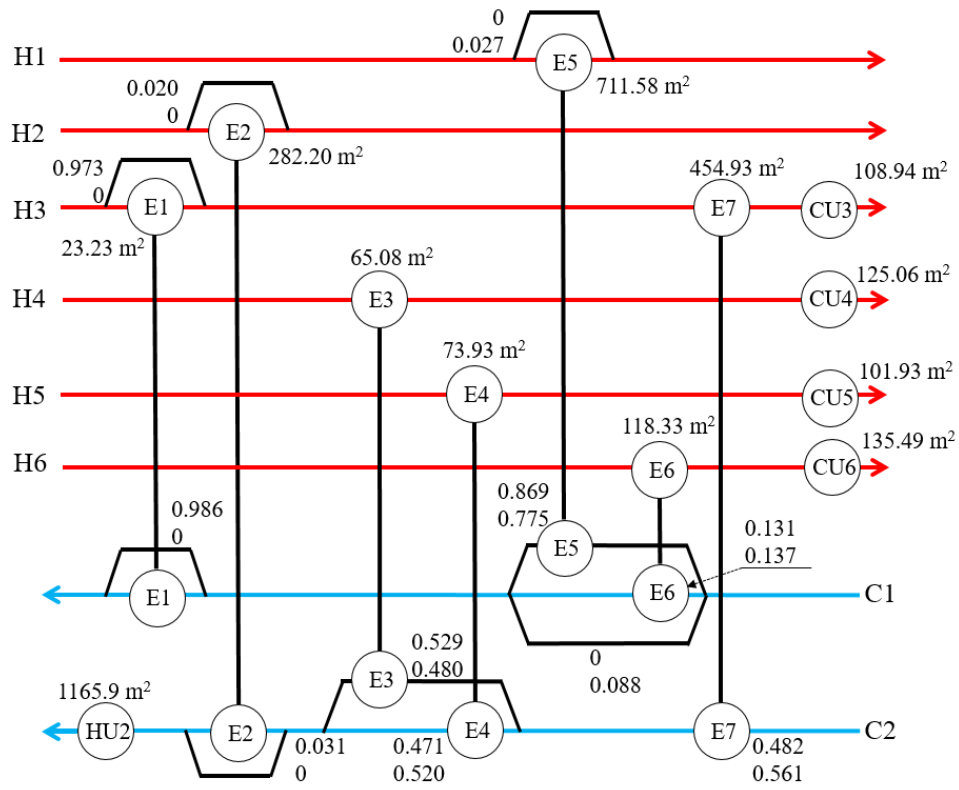 0
0.027
H1
E5
711.58 m²
0.020
0
H2
E2
282.20 m²
0.973
0
454.93 m²
108.94 m²
H3
E1
E7
CU3
23.23 m²
65.08 m²
125.06 m²
H4
E3
CU4
73.93 m²
101.93 m²
H5
E4
CU5
118.33 m²
135.49 m²
H6
E6
CU6
0.869
0.775
0.986
0
E5
0.131
0.137
E1
E6
C1
0.529
0.480
0
0.088
E3
1165.9 m²
HU2
E2
E4
E7
C2
0.031
0
0.471
0.520
0.482
0.561